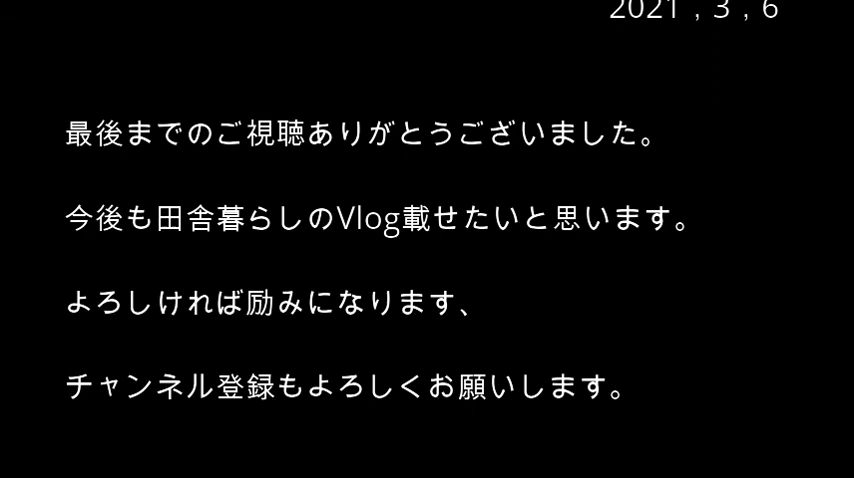 2021 , 3 , 6
最後までのご視聴ありがとうございました。
今後も田舎暮らしのVlog載せたいと思います。
よろしければ励みになります、
チャンネル登録もよろしくお願いします。